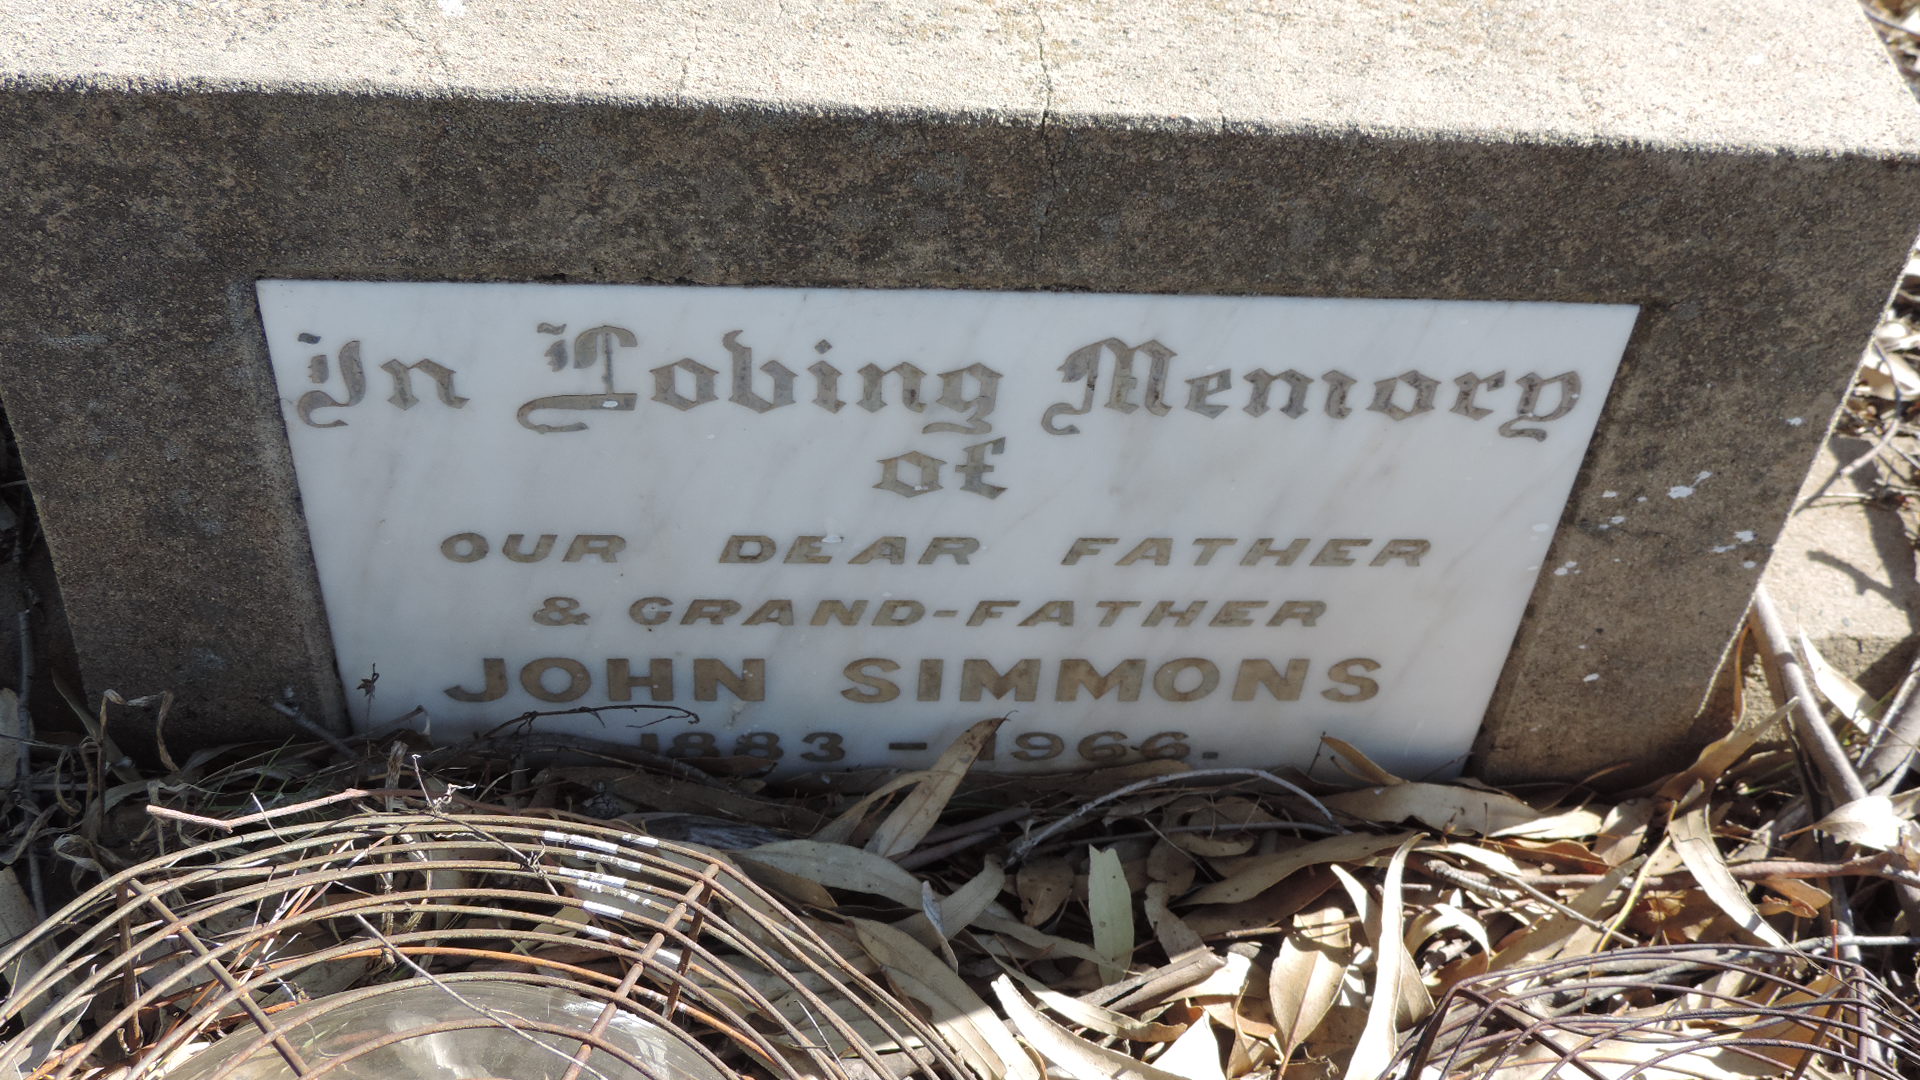 In Loving Memory
of
OUR DEAR FATHER
& GRAND-FATHER
JOHN SIMMONS
1883 - 1966.